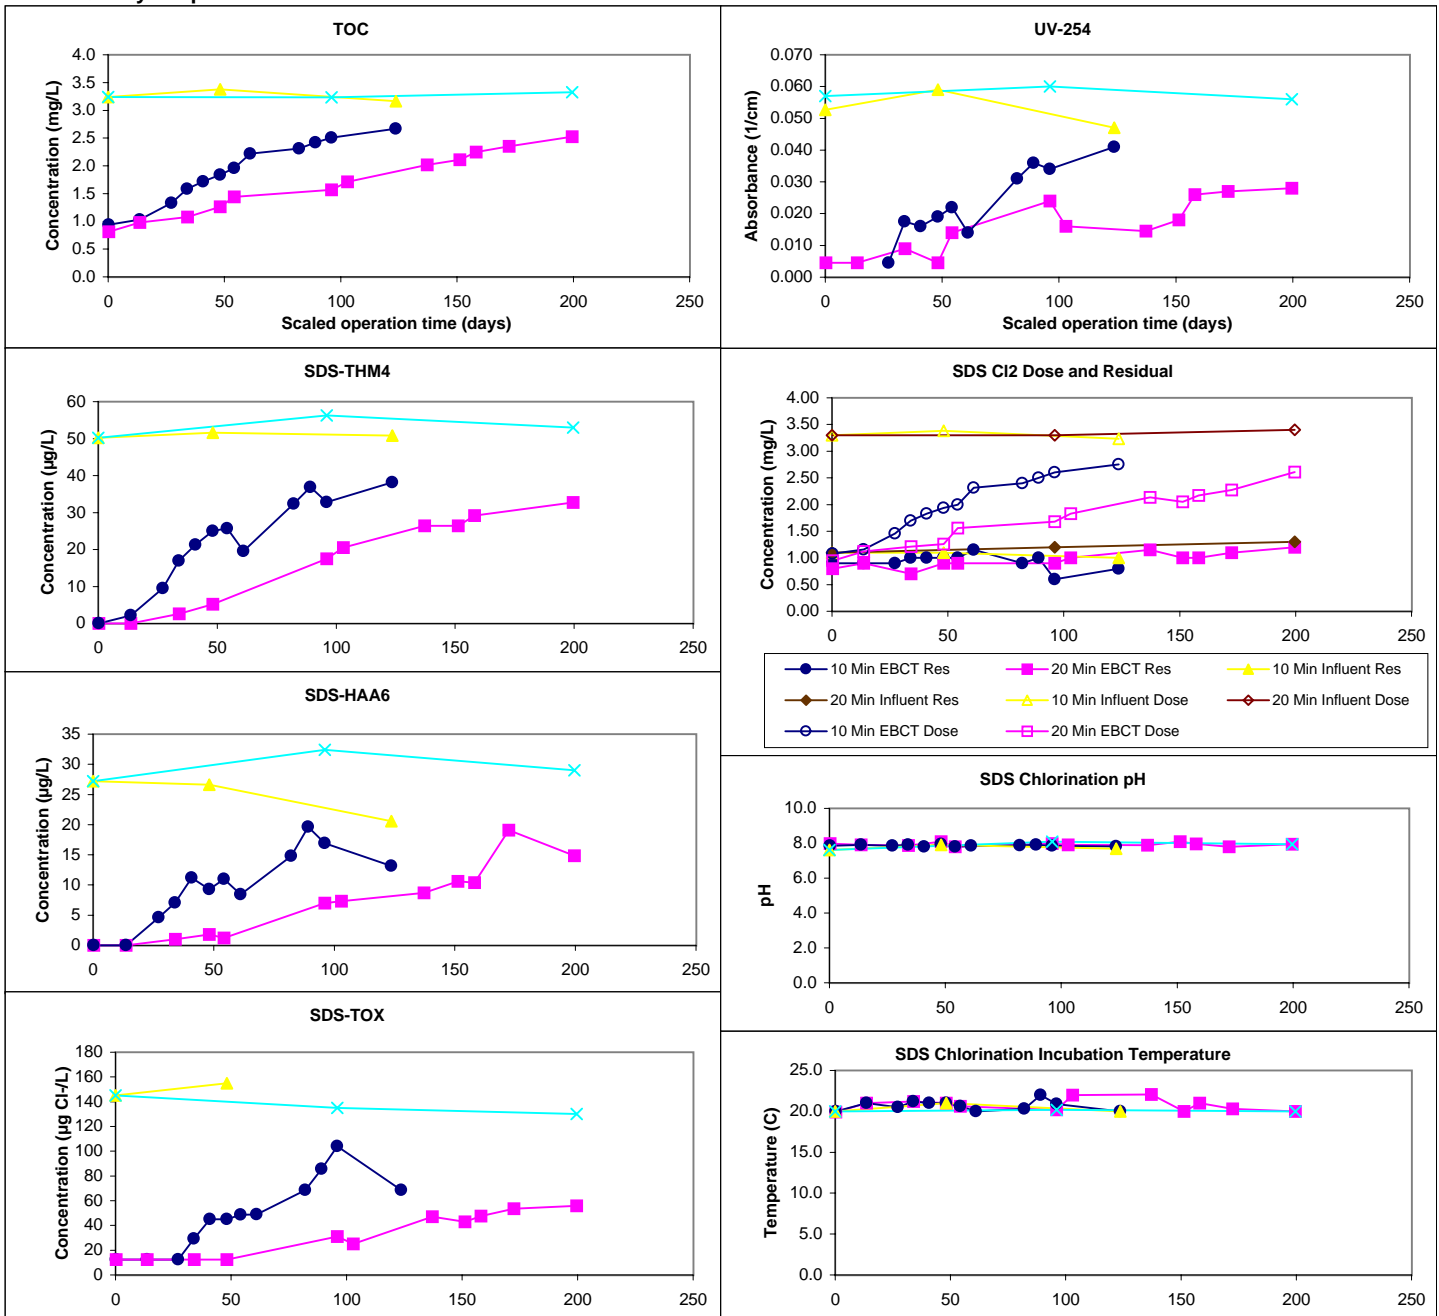 TOC
Concentration (mg/L)
4.0
3.5
3.0
2.5
2.0
1.5
1.0
0.5
0.0
0 50 100 150 200 250
Scaled operation time (days)
UV-254
Absorbance (1/cm)
0.070
0.060
0.050
0.040
0.030
0.020
0.010
0.000
0 50 100 150 200 250
Scaled operation time (days)
SDS-THM4
Concentration (µg/L)
60
50
40
30
20
10
0
0 50 100 150 200 250
SDS Cl2 Dose and Residual
Concentration (mg/L)
4.00
3.50
3.00
2.50
2.00
1.50
1.00
0.50
0.00
0 50 100 150 200 250
10 Min EBCT Res 20 Min EBCT Res 10 Min Influent Res
20 Min Influent Res 10 Min Influent Dose 20 Min Influent Dose
10 Min EBCT Dose 20 Min EBCT Dose
SDS-HAA6
Concentration (µg/L)
35
30
25
20
15
10
5
0
0 50 100 150 200 250
SDS Chlorination pH
pH
10.0
8.0
6.0
4.0
2.0
0.0
0 50 100 150 200 250
SDS-TOX
Concentration (µg Cl-/L)
180
160
140
120
100
80
60
40
20
0
0 50 100 150 200 250
SDS Chlorination Incubation Temperature
Temperature (C)
25.0
20.0
15.0
10.0
5.0
0.0
0 50 100 150 200 250